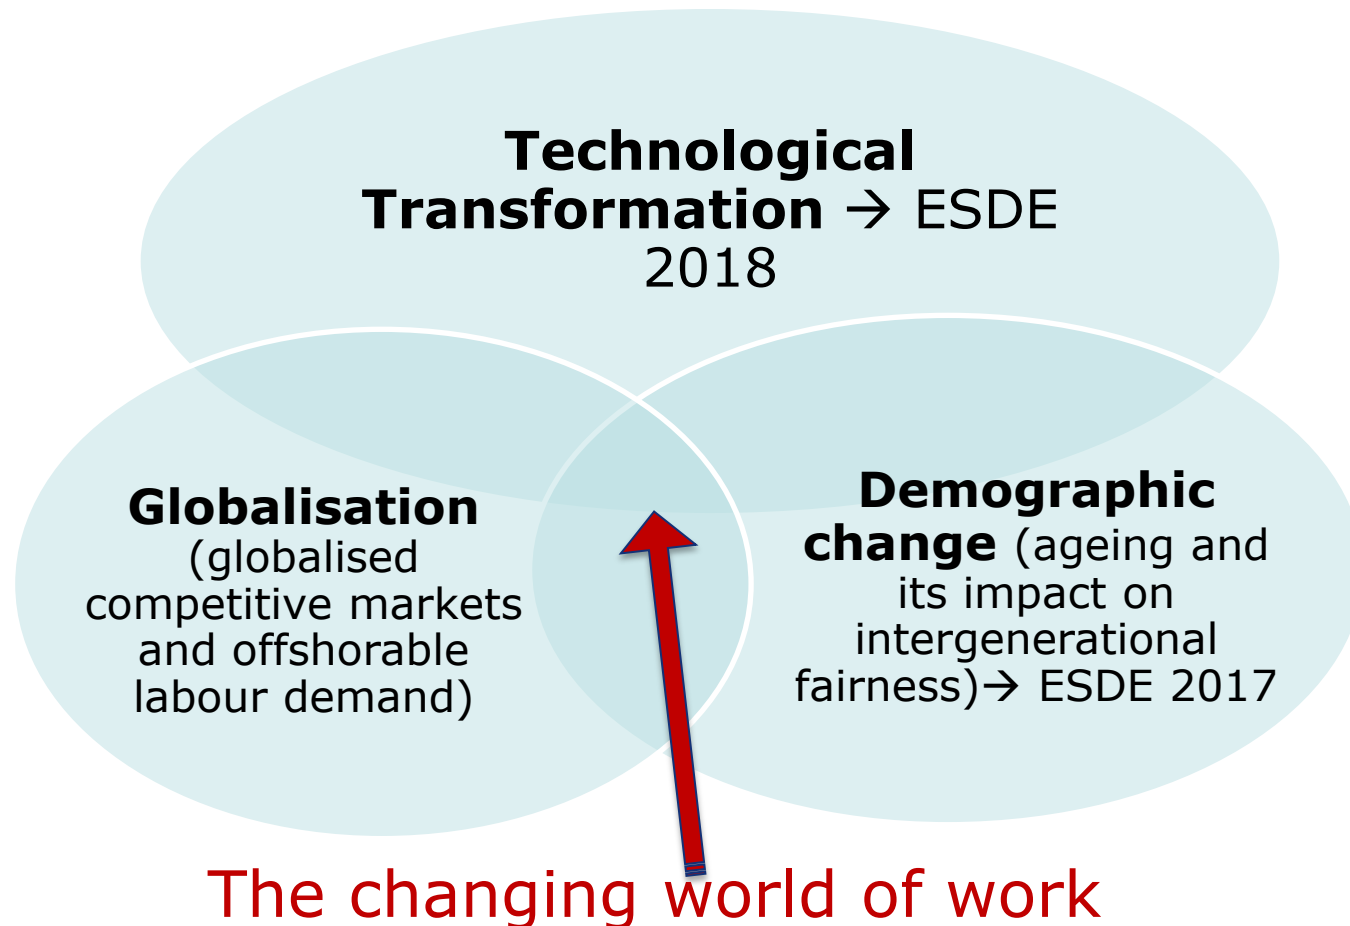 Technological
Transformation → ESDE
2018
Globalisation
(globalised
competitive markets
and offshorable
labour demand)
Demographic
change (ageing and
its impact on
intergenerational
fairness)→ ESDE 2017
The changing world of work